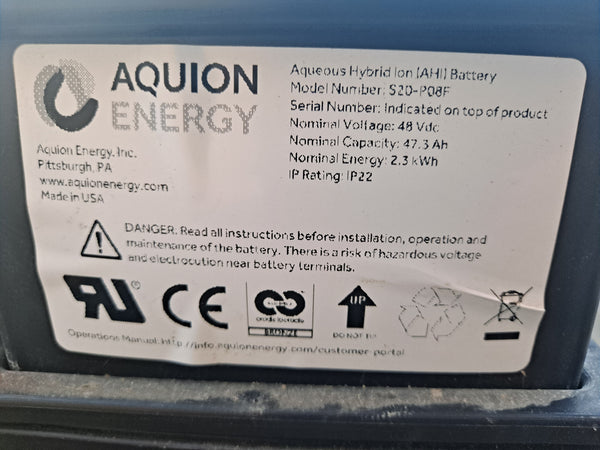 AQUION
ENERGY
Aquion Energy, Inc.
Pittsburgh, PA
www.aquionenergy.com
Made in USA
Aqueous Hybrid Ion (AHI) Battery
Model Number: S20-P08F
Serial Number: Indicated on top of product
Nominal Voltage: 48 Vdc
Nominal Capacity: 47.3 Ah
Nominal Energy: 2.3 kWh
IP Rating: IP22
DANGER: Read all instructions before installation, operation and
maintenance of the battery. There is a risk of hazardous voltage
and electrocution near battery terminals.
CE
UP
DO NOT TIP
Operations Manual: http://info.aquionenergy.com/customer-portal